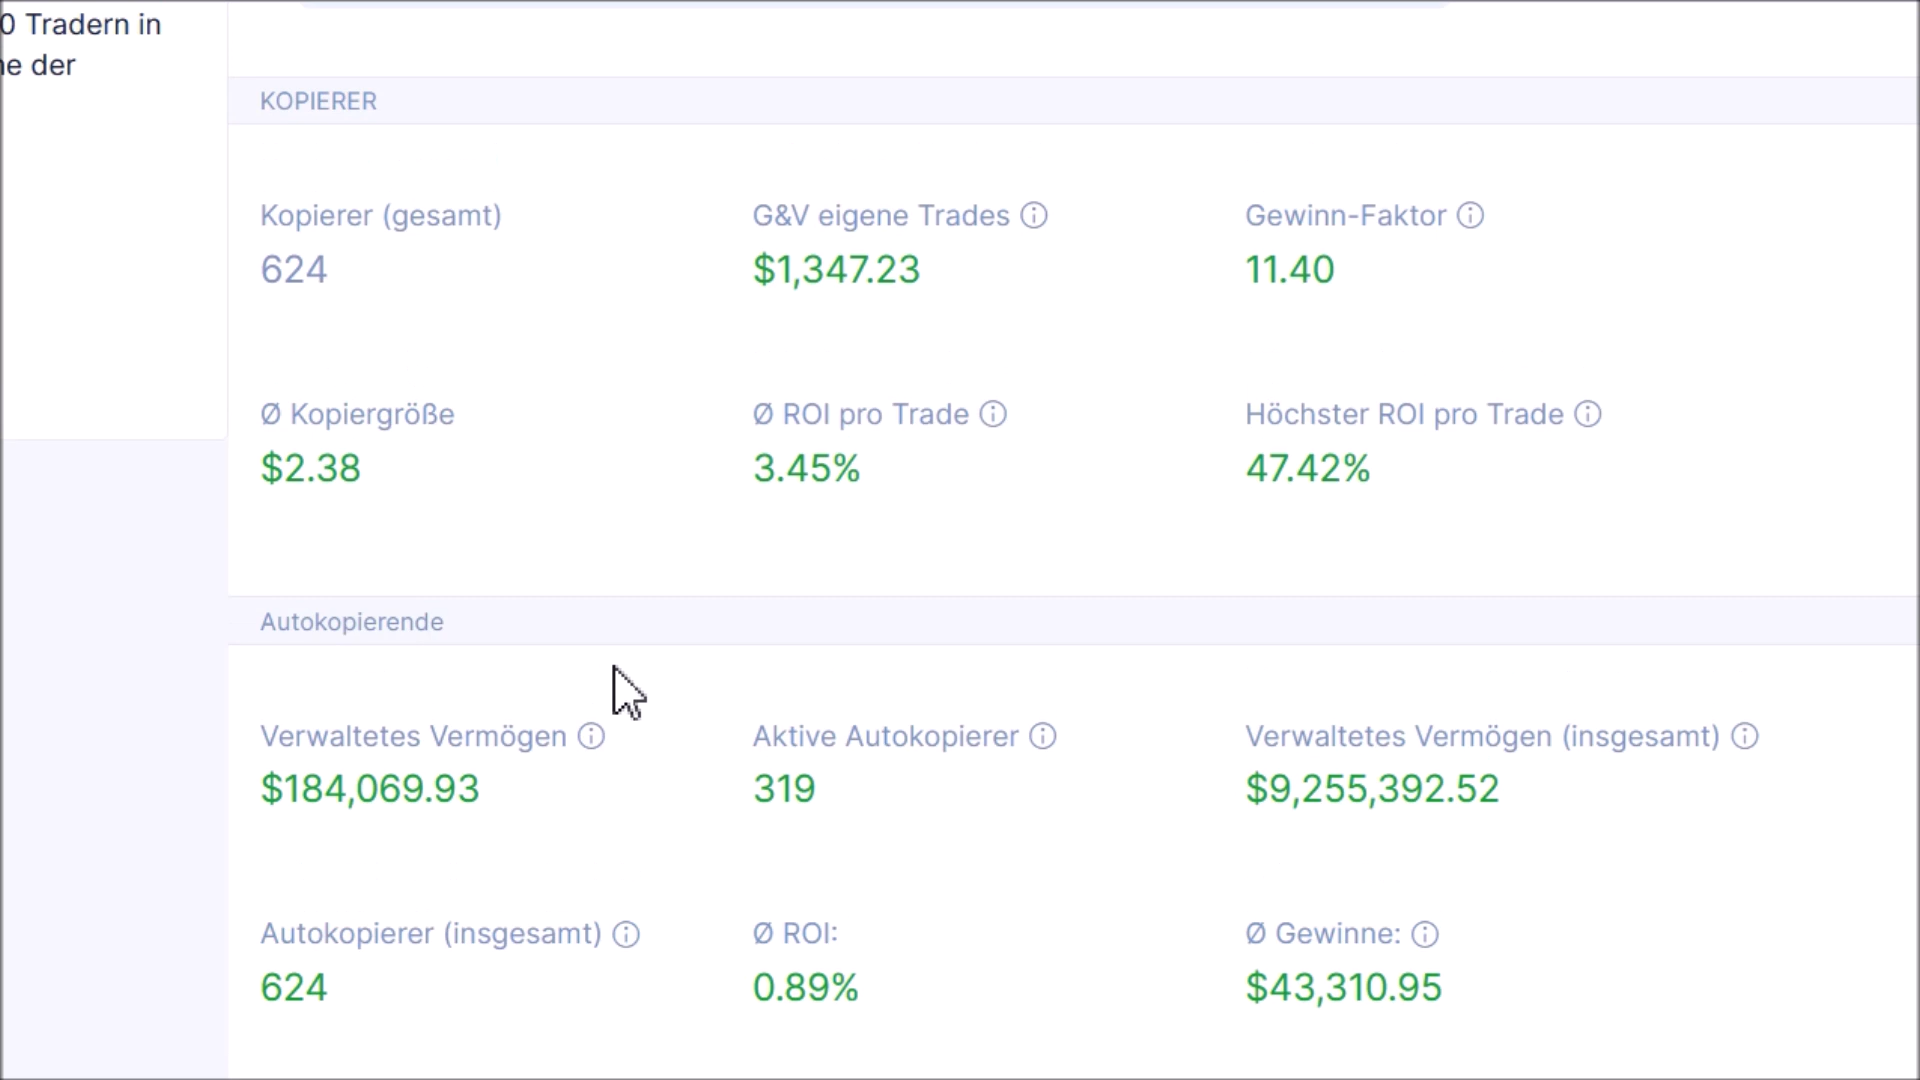 0 Tradern in
der
KOPIERER
Kopierer (gesamt)
624
G&V eigene Trades
$1,347.23
Gewinn-Faktor
11.40
Ø Kopiergröße
$2.38
Ø ROI pro Trade
3.45%
Höchster ROI pro Trade
47.42%
Autokopierende
Verwaltetes Vermögen
$184,069.93
Aktive Autokopierer
319
Verwaltetes Vermögen (insgesamt)
$9,255,392.52
Autokopierer (insgesamt)
624
Ø ROI:
0.89%
Ø Gewinne:
$43,310.95